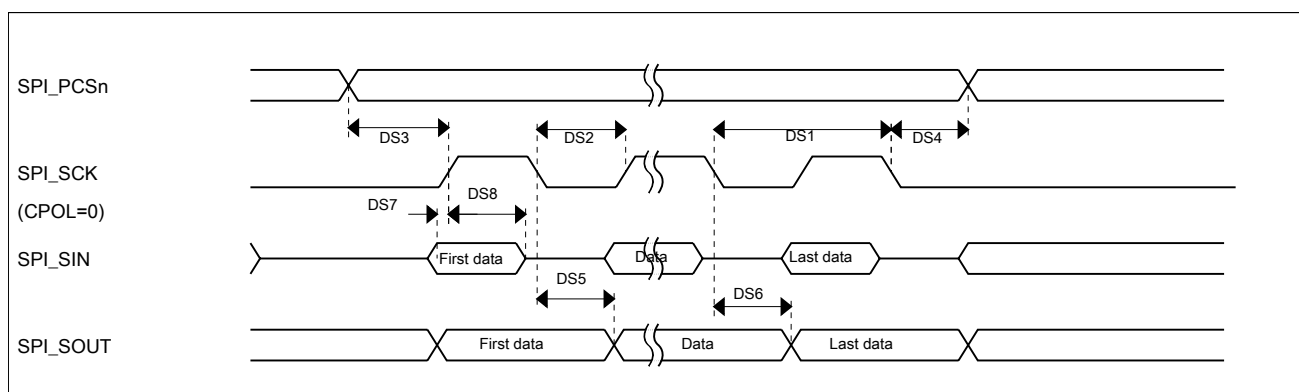 SPI_PCSn
DS3
DS2
DS1
DS4
SPI_SCK
(CPOL=0)
DS7
DS8
SPI_SIN
First data
Data
Last data
DS5
DS6
SPI_SOUT
First data
Data
Last data